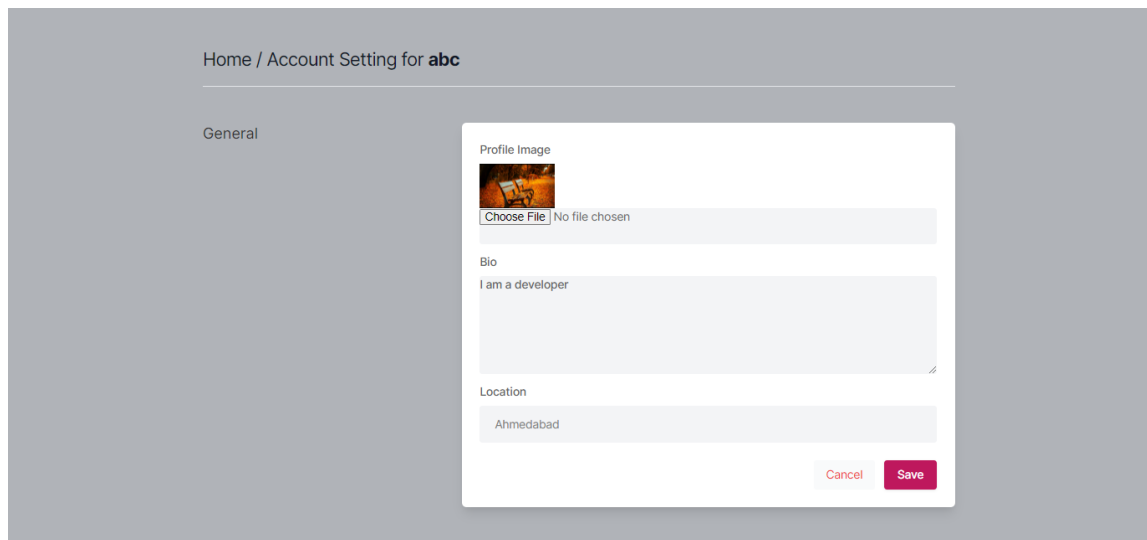 Home / Account Setting for abc
General
Profile Image
Choose File No file chosen
Bio
I am a developer
Location
Ahmedabad
Cancel Save